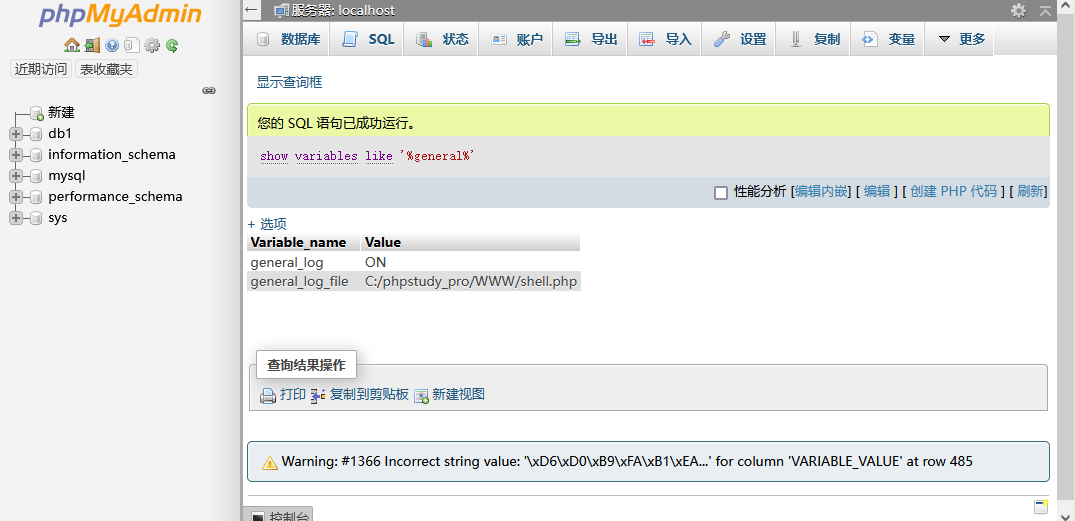 phpMyAdmin
近期访问 表收藏夹
新建
db1
information_schema
mysql
performance_schema
sys
服务器: localhost
数据库 SQL 状态 账户 导出 导入 设置 复制 变量 更多
显示查询框
您的 SQL 语句已成功运行。
show variables like '%general%'
性能分析 [编辑内嵌] [ 编辑 ] [ 创建 PHP 代码 ] [ 刷新]
+ 选项
Variable_name Value
general_log ON
general_log_file C:/phpstudy_pro/WWW/shell.php
查询结果操作
打印 复制到剪贴板 新建视图
Warning: #1366 Incorrect string value: '\xD6\xD0\xB9\xFA\xB1\xEA...' for column 'VARIABLE_VALUE' at row 485
控制台